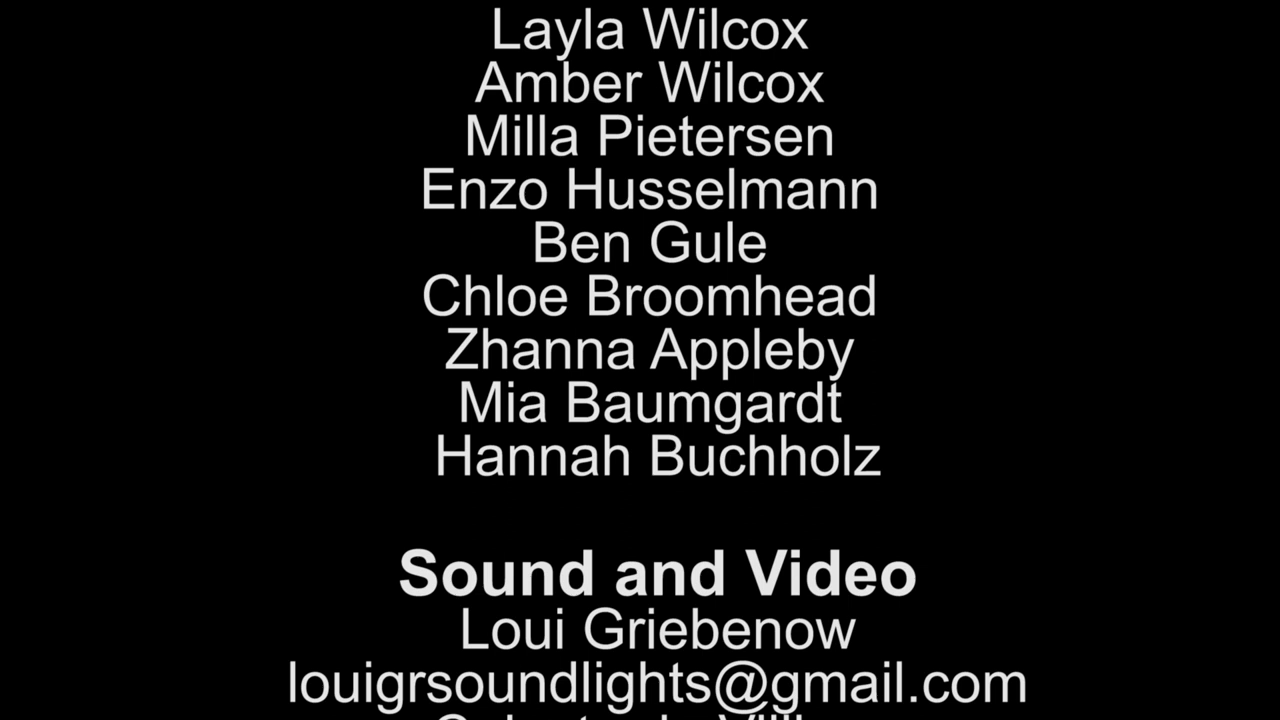 Layla Wilcox
Amber Wilcox
Milla Pietersen
Enzo Husselmann
Ben Gule
Chloe Broomhead
Zhanna Appleby
Mia Baumgardt
Hannah Buchholz
Sound and Video
Loui Griebenow
louigrsoundlights@gmail.com